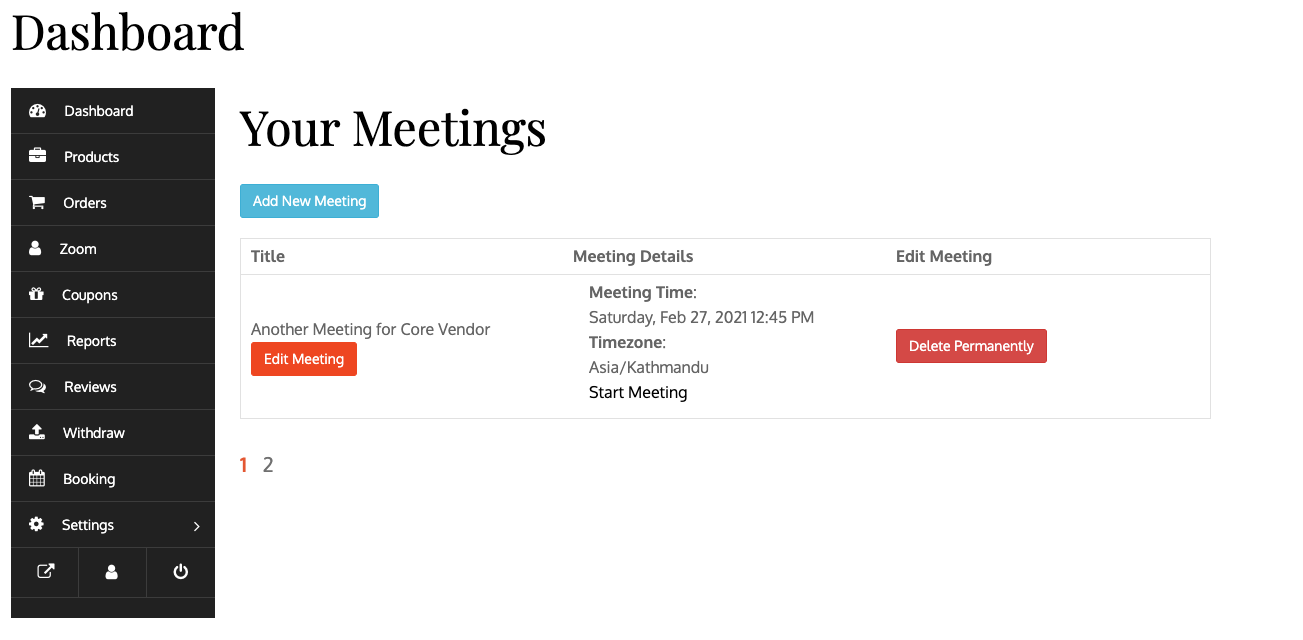 Dashboard
Dashboard
Products
Orders
Zoom
Coupons
Reports
Reviews
Withdraw
Booking
Settings
Your Meetings
Add New Meeting
Title Meeting Details Edit Meeting
Another Meeting for Core Vendor
Edit Meeting
Meeting Time:
Saturday, Feb 27, 2021 12:45 PM
Timezone:
Asia/Kathmandu
Start Meeting
Delete Permanently
1 2